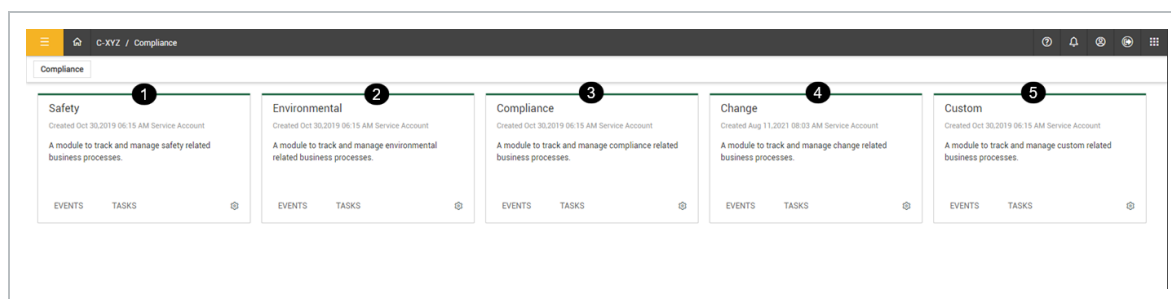 C-XYZ / Compliance
Compliance
1
Safety
Created Oct 30,2019 06:15 AM Service Account
A module to track and manage safety related
business processes.
EVENTS TASKS
2
Environmental
Created Oct 30,2019 06:15 AM Service Account
A module to track and manage environmental
related business processes.
EVENTS TASKS
3
Compliance
Created Oct 30,2019 06:15 AM Service Account
A module to track and manage compliance related
business processes.
EVENTS TASKS
4
Change
Created Aug 11,2021 08:03 AM Service Account
A module to track and manage change related
business processes.
EVENTS TASKS
5
Custom
Created Oct 30,2019 06:15 AM Service Account
A module to track and manage custom related
business processes.
EVENTS TASKS